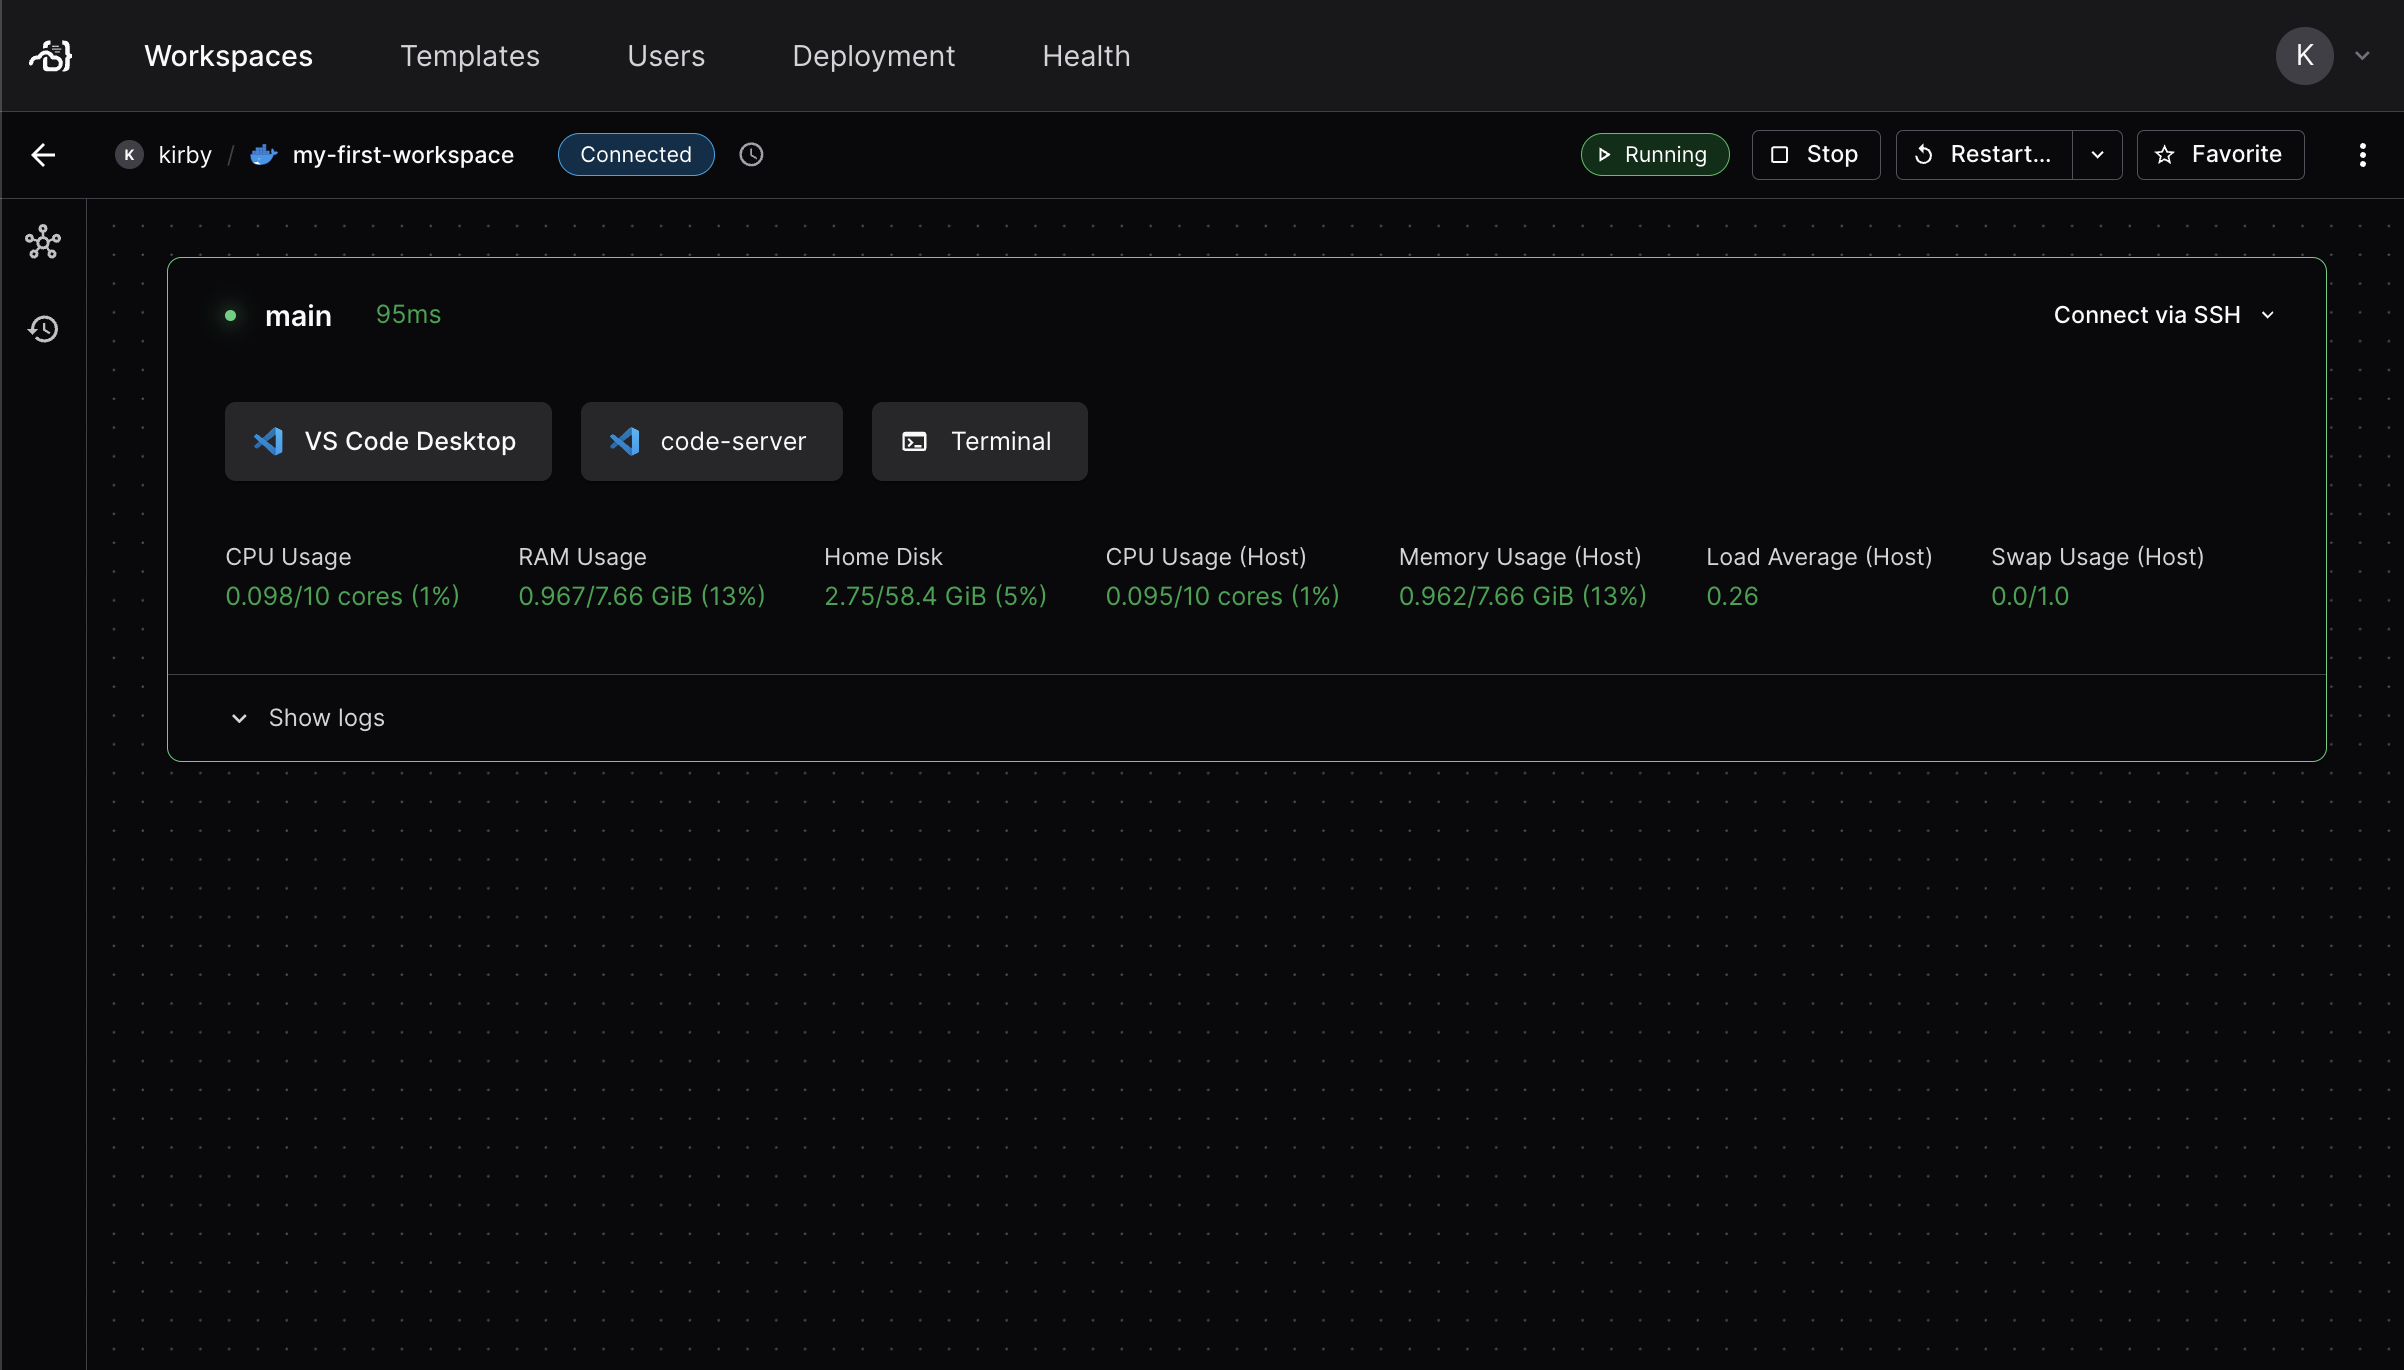 Workspaces Templates Users Deployment Health K
K kirby / my-first-workspace Connected Running Stop Restart... Favorite
main 95ms Connect via SSH
VS Code Desktop code-server Terminal
CPU Usage RAM Usage Home Disk CPU Usage (Host) Memory Usage (Host) Load Average (Host) Swap Usage (Host)
0.098/10 cores (1%) 0.967/7.66 GiB (13%) 2.75/58.4 GiB (5%) 0.095/10 cores (1%) 0.962/7.66 GiB (13%) 0.26 0.0/1.0
Show logs